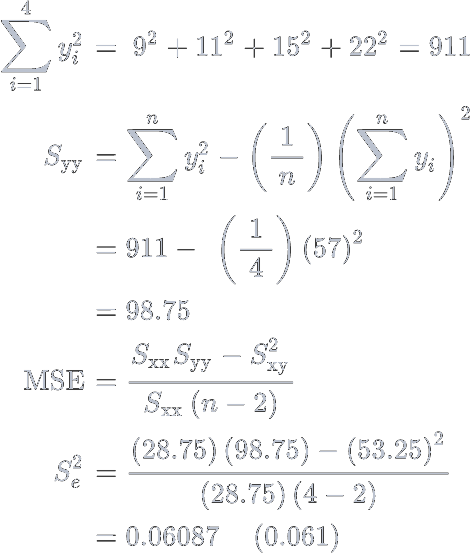 \sum_{i=1}^{4} y_i^2 = 9^2 + 11^2 + 15^2 + 22^2 = 911
S_{yy} = \sum_{i=1}^{n} y_i^2 - \left( \frac{1}{n} \right) \left( \sum_{i=1}^{n} y_i \right)^2
= 911 - \left( \frac{1}{4} \right) (57)^2
= 98.75
MSE = \frac{S_{xx} S_{yy} - S_{xy}^2}{S_{xx} (n - 2)}
S_e^2 = \frac{(28.75) (98.75) - (53.25)^2}{(28.75) (4 - 2)}
= 0.06087 (0.061)